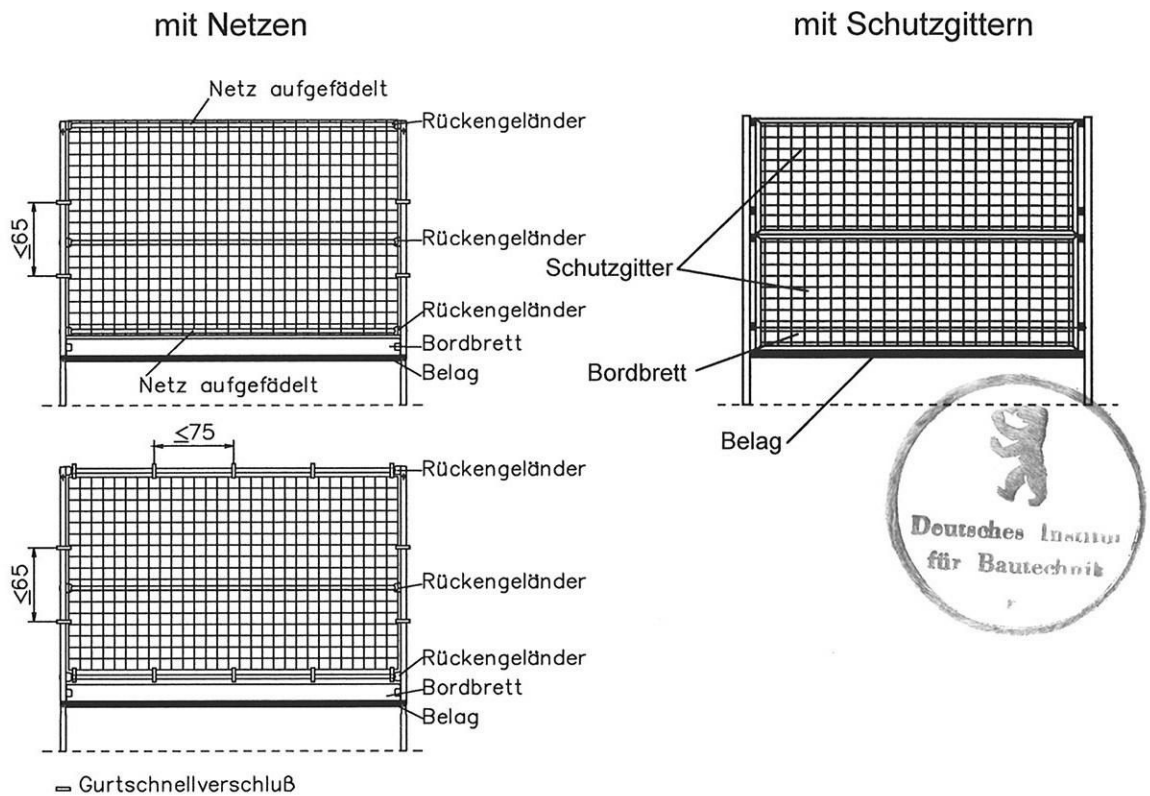 mit Netzen
mit Schutzgittern
Netz aufgefädelt
Rückengeländer
≤65
Rückengeländer
Rückengeländer
Bordbrett
Belag
Netz aufgefädelt
Schutzgitter
Bordbrett
Belag
≤75
Rückengeländer
≤65
Rückengeländer
Rückengeländer
Bordbrett
Belag
Gurtschnellverschluß
Deutsches Institut
für Bautechnik